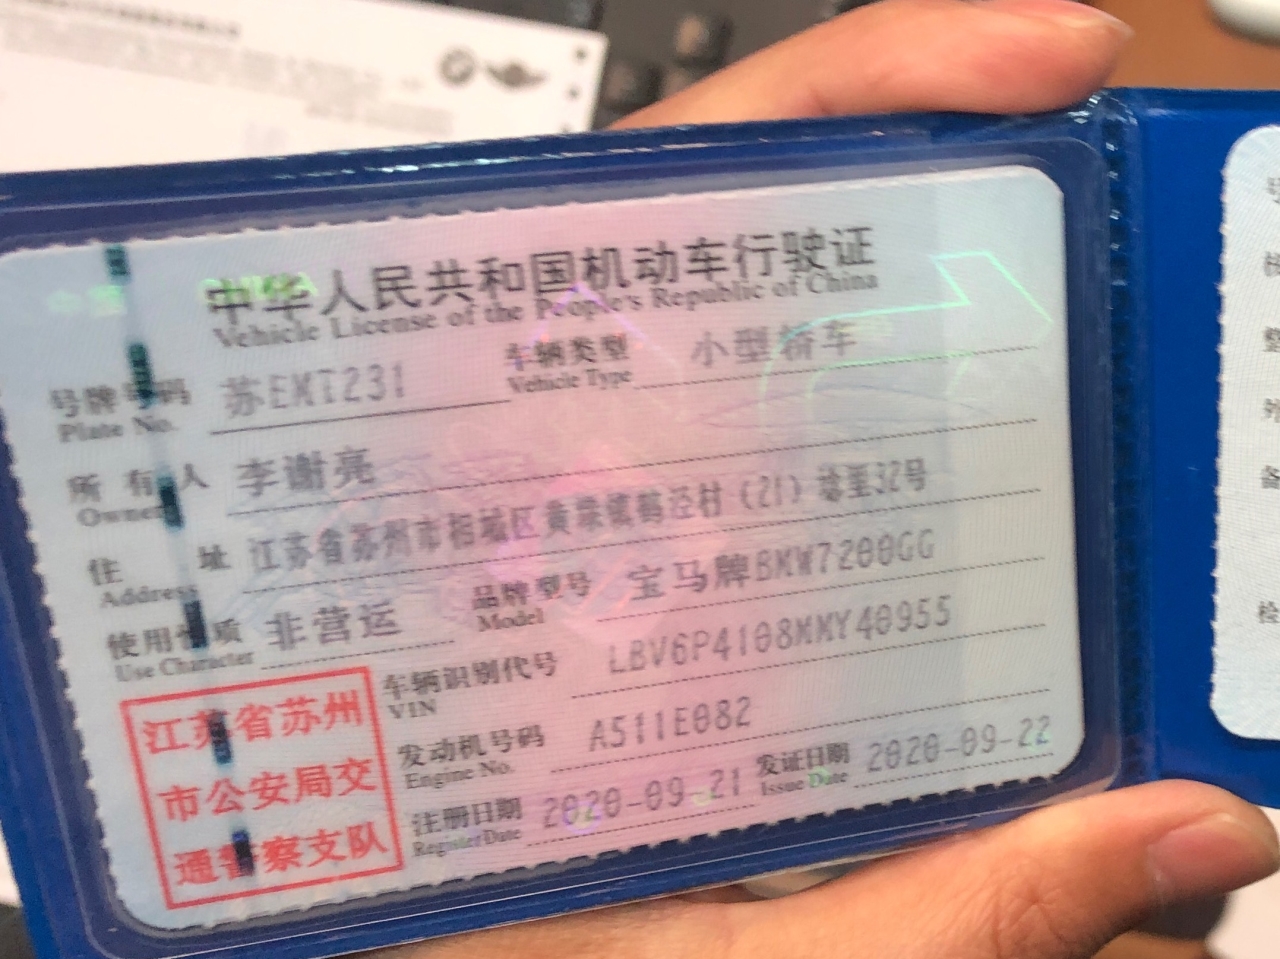 中华人民共和国机动车行驶证
Vehicle License of the People's Republic of China
号牌号码 苏EMT231 车辆类型 小型轿车
Plate No. Vehicle Type
所有人 李谢亮
Owner
住址 江苏省苏州市相城区黄埭镇鹤泾村(21)埝里32号
Address
使用性质 非营运 品牌型号 宝马牌BMW7200GG
Use Character Model
车辆识别代号 LBV6P4108MMY40955
VIN
发动机号码 A511E082
Engine No.
注册日期 2020-09-21 发证日期 2020-09-22
Register Date Issue Date
江苏省苏州
市公安局交
通警察支队